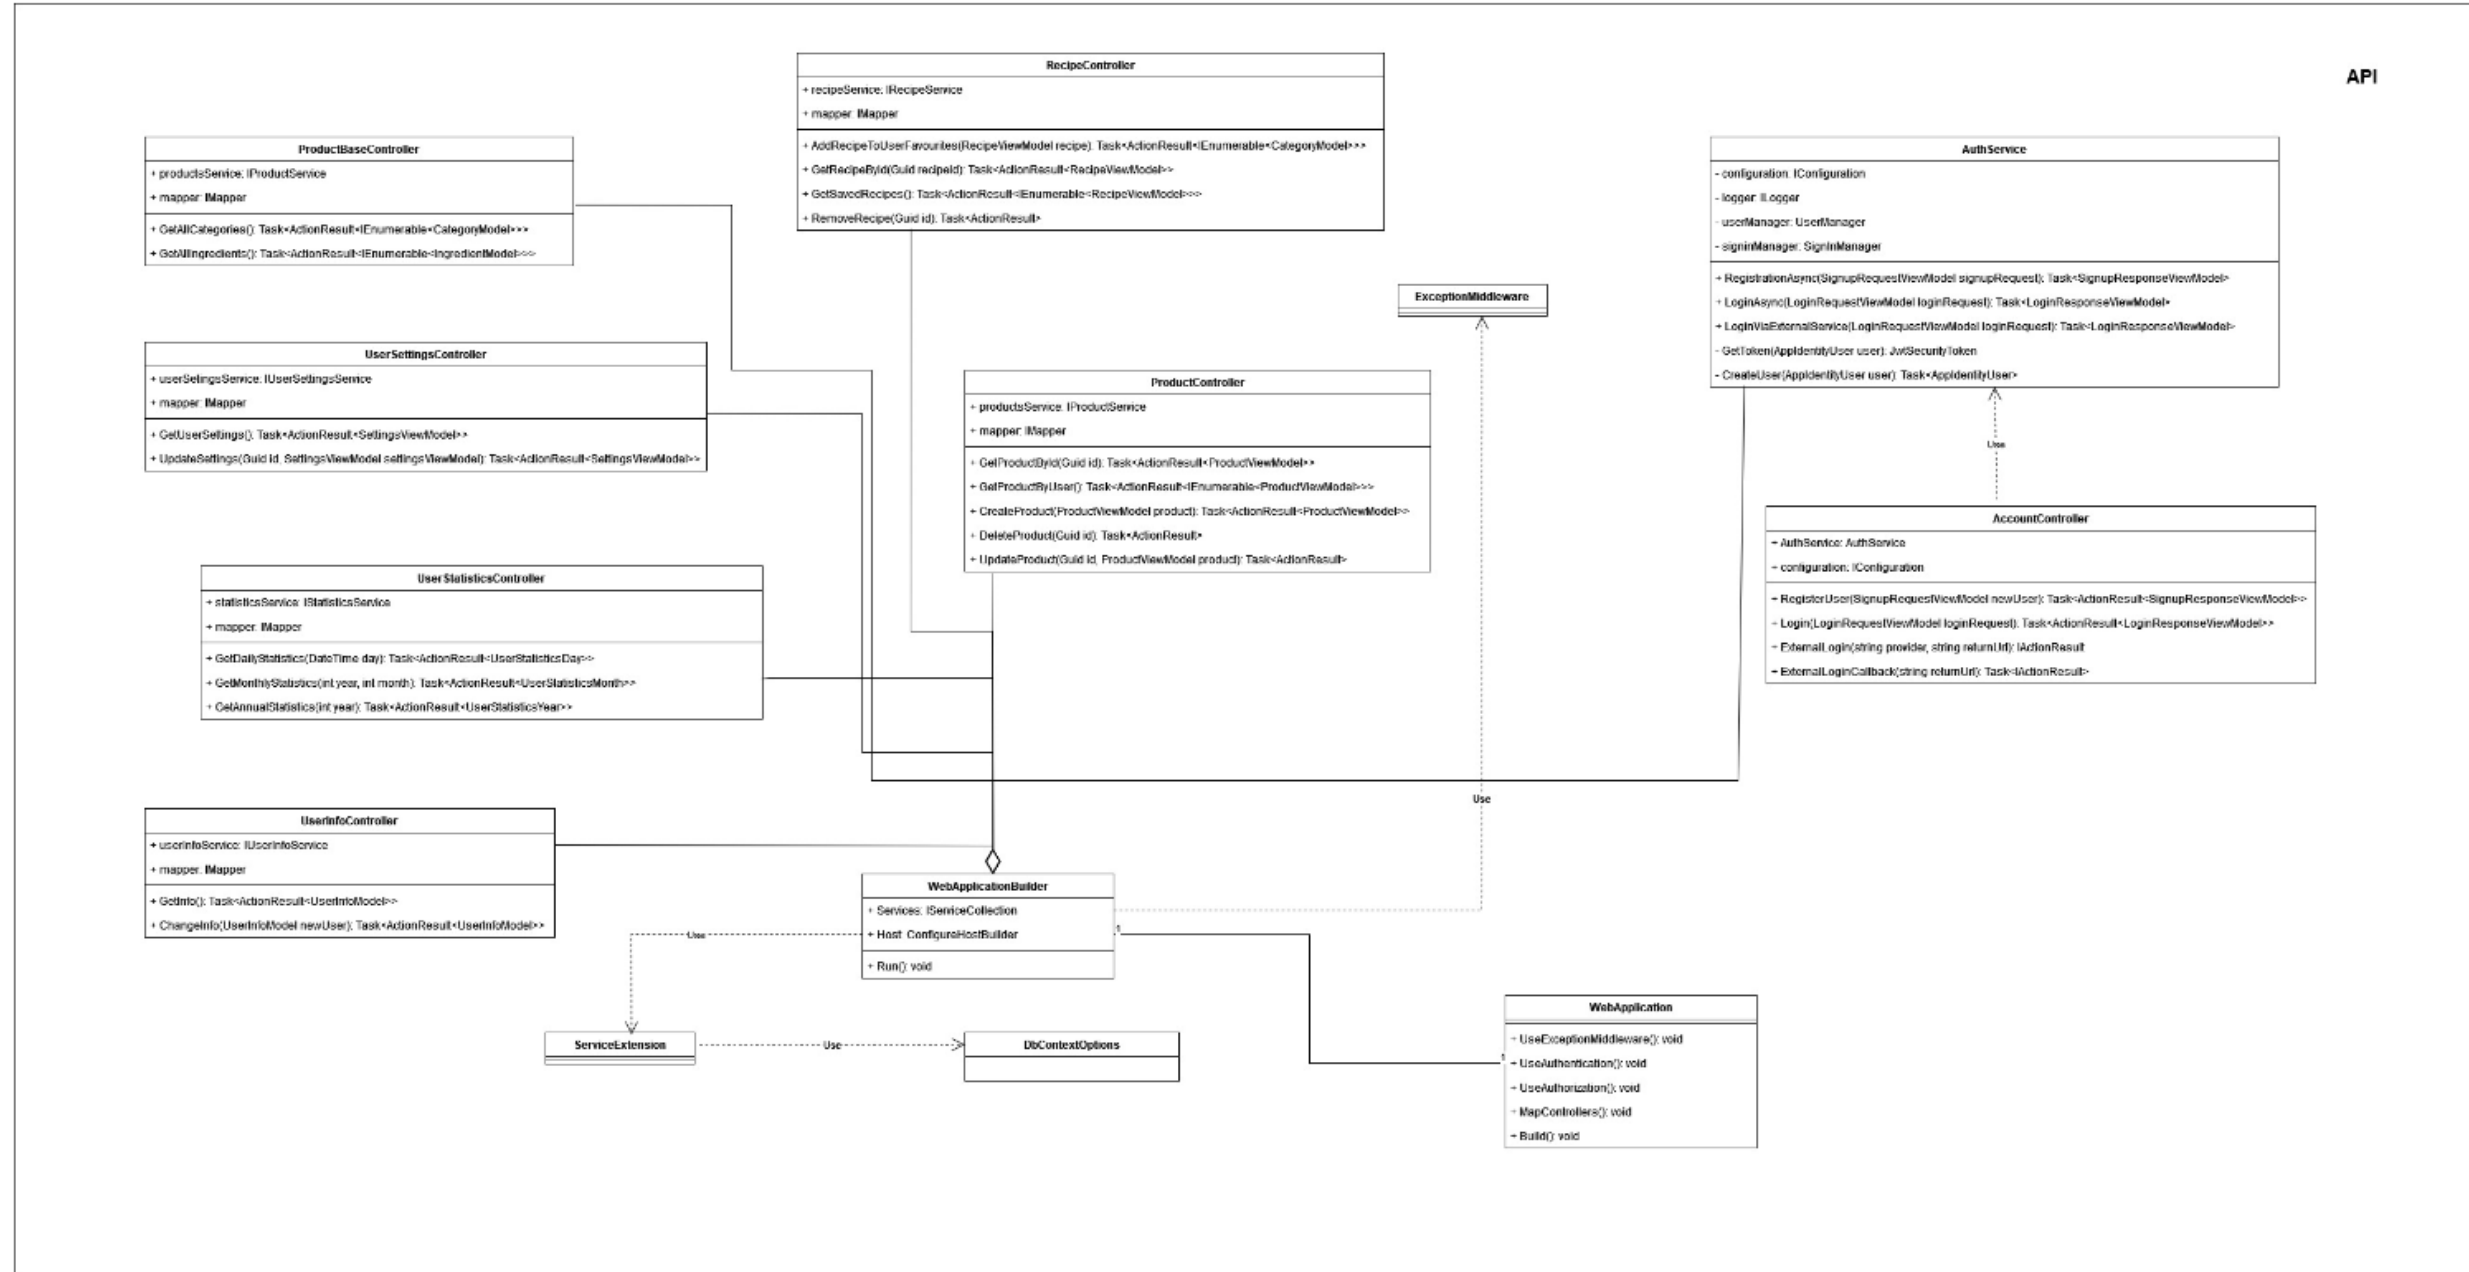 API
RecipeController
+ recipeService: IRecipeService
+ mapper: IMapper
+ AddRecipeToUserFavourites(RecipeViewModel recipe): Task<ActionResult<IEnumerable<CategoryModel>>>
+ GetRecipeById(Guid recipeId): Task<ActionResult<RecipeViewModel>>
+ GetSavedRecipes(): Task<ActionResult<IEnumerable<RecipeViewModel>>>
+ RemoveRecipe(Guid id): Task<ActionResult>
ProductBaseController
+ productsService: IProductService
+ mapper: IMapper
+ GetAllCategories(): Task<ActionResult<IEnumerable<CategoryModel>>>
+ GetAllIngredients(): Task<ActionResult<IEnumerable<IngredientModel>>>
AuthService
- configuration: IConfiguration
- logger: ILogger
- userManager: UserManager
- signinManager: SignInManager
+ RegistrationAsync(SignupRequestViewModel signupRequest): Task<SignupResponseViewModel>
+ LoginAsync(LoginRequestViewModel loginRequest): Task<LoginResponseViewModel>
+ LoginViaExternalService(LoginRequestViewModel loginRequest): Task<LoginResponseViewModel>
- GetToken(AppIdentityUser user): JwtSecurityToken
- CreateUser(AppIdentityUser user): Task<AppIdentityUser>
ExceptionMiddleware
UserSettingsController
+ userSetingsService: IUserSettingsService
+ mapper: IMapper
+ GetUserSettings(): Task<ActionResult<SettingsViewModel>>
+ UpdateSettings(Guid id, SettingsViewModel settingsViewModel): Task<ActionResult<SettingsViewModel>>
ProductController
+ productsService: IProductService
+ mapper: IMapper
+ GetProductById(Guid id): Task<ActionResult<ProductViewModel>>
+ GetProductByUser(): Task<ActionResult<IEnumerable<ProductViewModel>>>
+ CreateProduct(ProductViewModel product): Task<ActionResult<ProductViewModel>>
+ DeleteProduct(Guid id): Task<ActionResult>
+ UpdateProduct(Guid id, ProductViewModel product): Task<ActionResult>
Use
AccountController
+ AuthService: AuthService
+ configuration: IConfiguration
+ RegisterUser(SignupRequestViewModel newUser): Task<ActionResult<SignupResponseViewModel>>
+ Login(LoginRequestViewModel loginRequest): Task<ActionResult<LoginResponseViewModel>>
+ ExternalLogin(string provider, string returnUrl): IActionResult
+ ExternalLoginCallback(string returnUrl): Task<IActionResult>
UserStatisticsController
+ statisticsService: IStatisticsService
+ mapper: IMapper
+ GetDailyStatistics(DateTime day): Task<ActionResult<UserStatisticsDay>>
+ GetMonthlyStatistics(int year, int month): Task<ActionResult<UserStatisticsMonth>>
+ GetAnnualStatistics(int year): Task<ActionResult<UserStatisticsYear>>
Use
UserInfoController
+ userInfoService: IUserInfoService
+ mapper: IMapper
+ GetInfo(): Task<ActionResult<UserInfoModel>>
+ ChangeInfo(UserInfoModel newUser): Task<ActionResult<UserInfoModel>>
WebApplicationBuilder
+ Services: IServiceCollection
+ Host: ConfigureHostBuilder
+ Run(): void
Use
1
1
ServiceExtension
Use
DbContextOptions
WebApplication
+ UseExceptionMiddleware(): void
+ UseAuthentication(): void
+ UseAuthorization(): void
+ MapControllers(): void
+ Build(): void